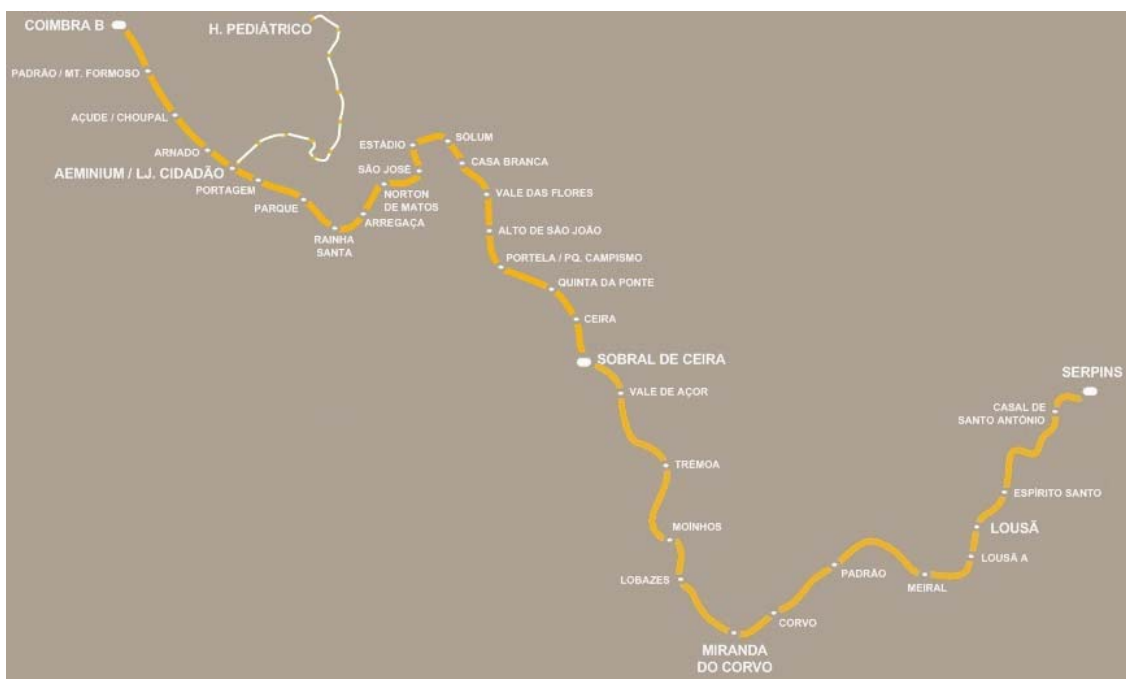 COIMBRA B
H. PEDIÁTRICO
PADRÃO / MT. FORMOSO
AÇUDE / CHOUPAL
ARNADO
AEMINIUM / LJ. CIDADÃO
PORTAGEM
PARQUE
RAINHA
SANTA
ARREGAÇA
NORTON
DE MATOS
SÃO JOSÉ
ESTÁDIO
SOLUM
CASA BRANCA
VALE DAS FLORES
ALTO DE SÃO JOÃO
PORTELA / PQ. CAMPISMO
QUINTA DA PONTE
CEIRA
SOBRAL DE CEIRA
VALE DE AÇOR
TRÉMOA
MOÍNHOS
LOBAZES
MIRANDA
DO CORVO
CORVO
PADRÃO
MEIRAL
LOUSÃ A
LOUSÃ
ESPÍRITO SANTO
CASAL DE
SANTO ANTÓNIO
SERPINS